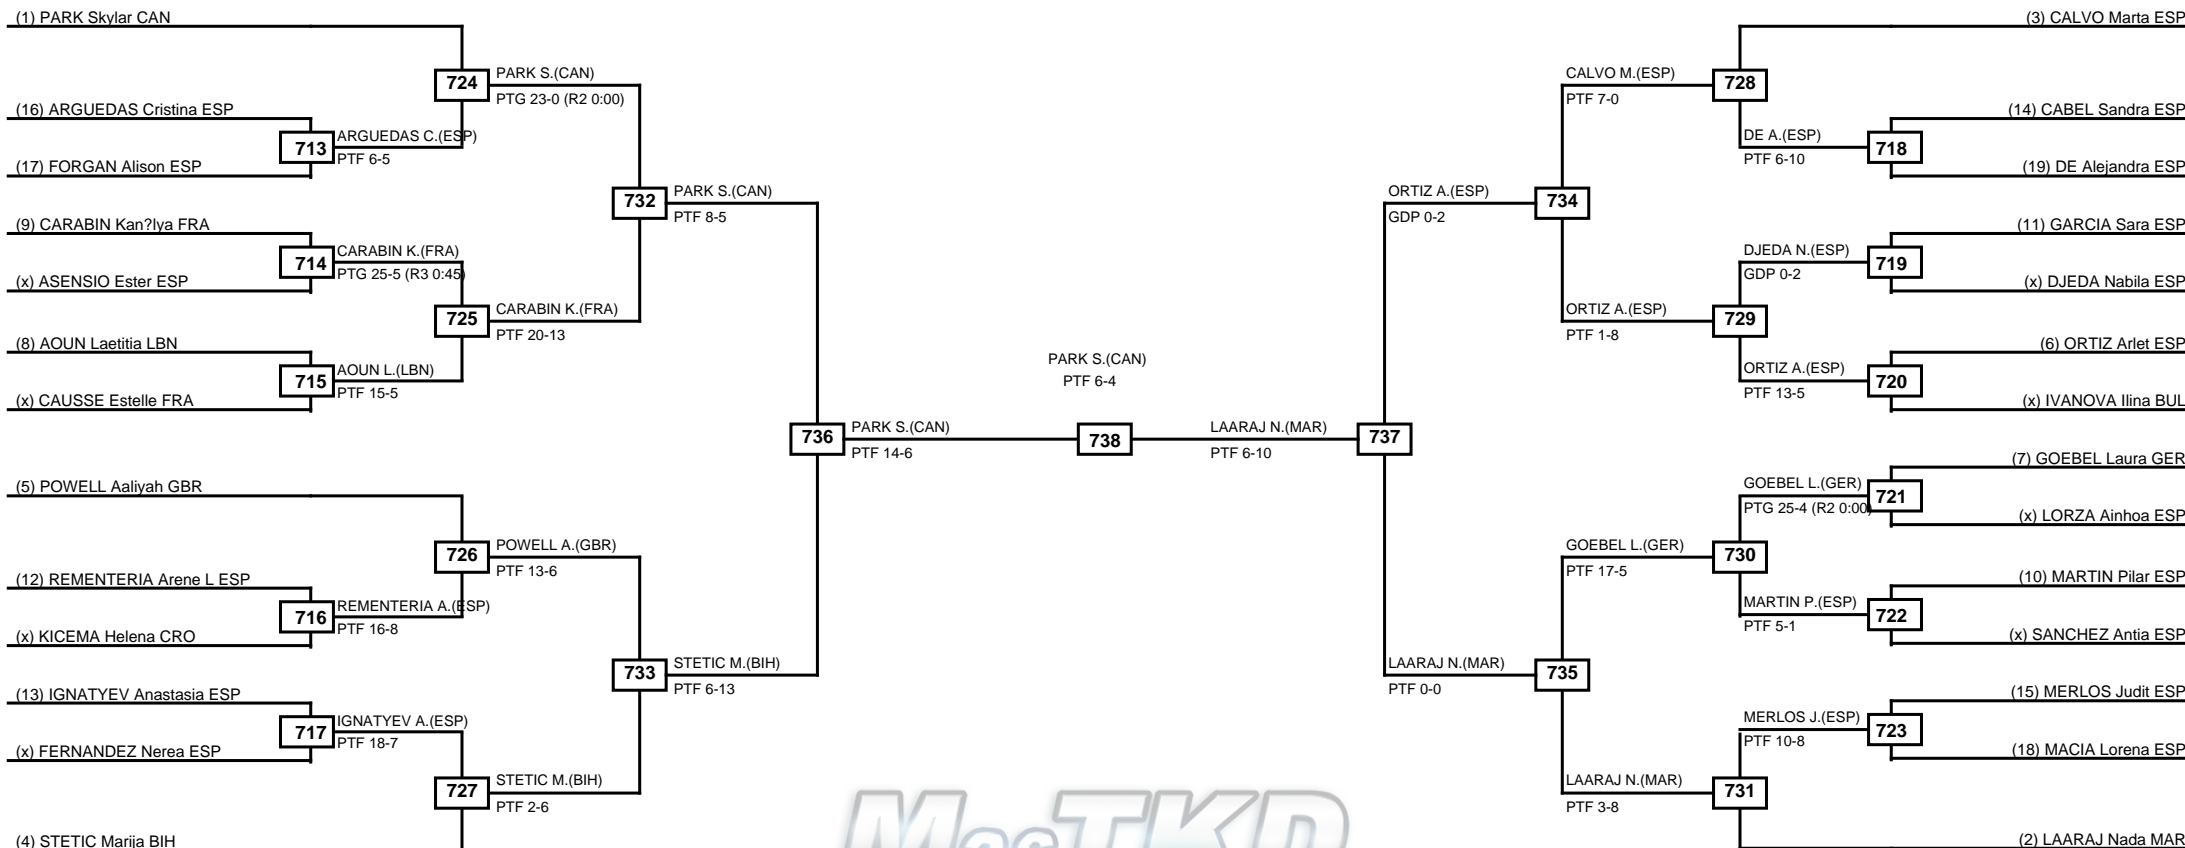 (1) PARK Skylar CAN
724
PARK S.(CAN)
PTG 23-0 (R2 0:00)
(16) ARGUEDAS Cristina ESP
713
ARGUEDAS C.(ESP)
PTF 6-5
(17) FORGAN Alison ESP
732
PARK S.(CAN)
PTF 8-5
(9) CARABIN Kan?lya FRA
714
CARABIN K.(FRA)
PTG 25-5 (R3 0:45)
(x) ASENSIO Ester ESP
725
CARABIN K.(FRA)
PTF 20-13
(8) AOUN Laetitia LBN
715
AOUN L.(LBN)
PTF 15-5
(x) CAUSSE Estelle FRA
736
PARK S.(CAN)
PTF 14-6
(5) POWELL Aaliyah GBR
726
POWELL A.(GBR)
PTF 13-6
(12) REMENTERIA Arene L ESP
716
REMENTERIA A.(ESP)
PTF 16-8
(x) KICEMA Helena CRO
733
STETIC M.(BIH)
PTF 6-13
(13) IGNATYEV Anastasia ESP
717
IGNATYEV A.(ESP)
PTF 18-7
(x) FERNANDEZ Nerea ESP
727
STETIC M.(BIH)
PTF 2-6
(4) STETIC Marija BIH
PARK S.(CAN)
PTF 6-4
738
(3) CALVO Marta ESP
CALVO M.(ESP)
PTF 7-0
728
(14) CABEL Sandra ESP
DE A.(ESP)
PTF 6-10
718
(19) DE Alejandra ESP
ORTIZ A.(ESP)
GDP 0-2
734
(11) GARCIA Sara ESP
DJEDA N.(ESP)
GDP 0-2
719
(x) DJEDA Nabila ESP
ORTIZ A.(ESP)
PTF 1-8
729
(6) ORTIZ Arlet ESP
ORTIZ A.(ESP)
PTF 13-5
720
(x) IVANOVA Ilina BUL
LAARAJ N.(MAR)
PTF 6-10
737
(7) GOEBEL Laura GER
GOEBEL L.(GER)
PTG 25-4 (R2 0:00)
721
(x) LORZA Ainhoa ESP
GOEBEL L.(GER)
PTF 17-5
730
(10) MARTIN Pilar ESP
MARTIN P.(ESP)
PTF 5-1
722
(x) SANCHEZ Antia ESP
LAARAJ N.(MAR)
PTF 0-0
735
(15) MERLOS Judit ESP
MERLOS J.(ESP)
PTF 10-8
723
(18) MACIA Lorena ESP
LAARAJ N.(MAR)
PTF 3-8
731
(2) LAARAJ Nada MAR
MasTKD